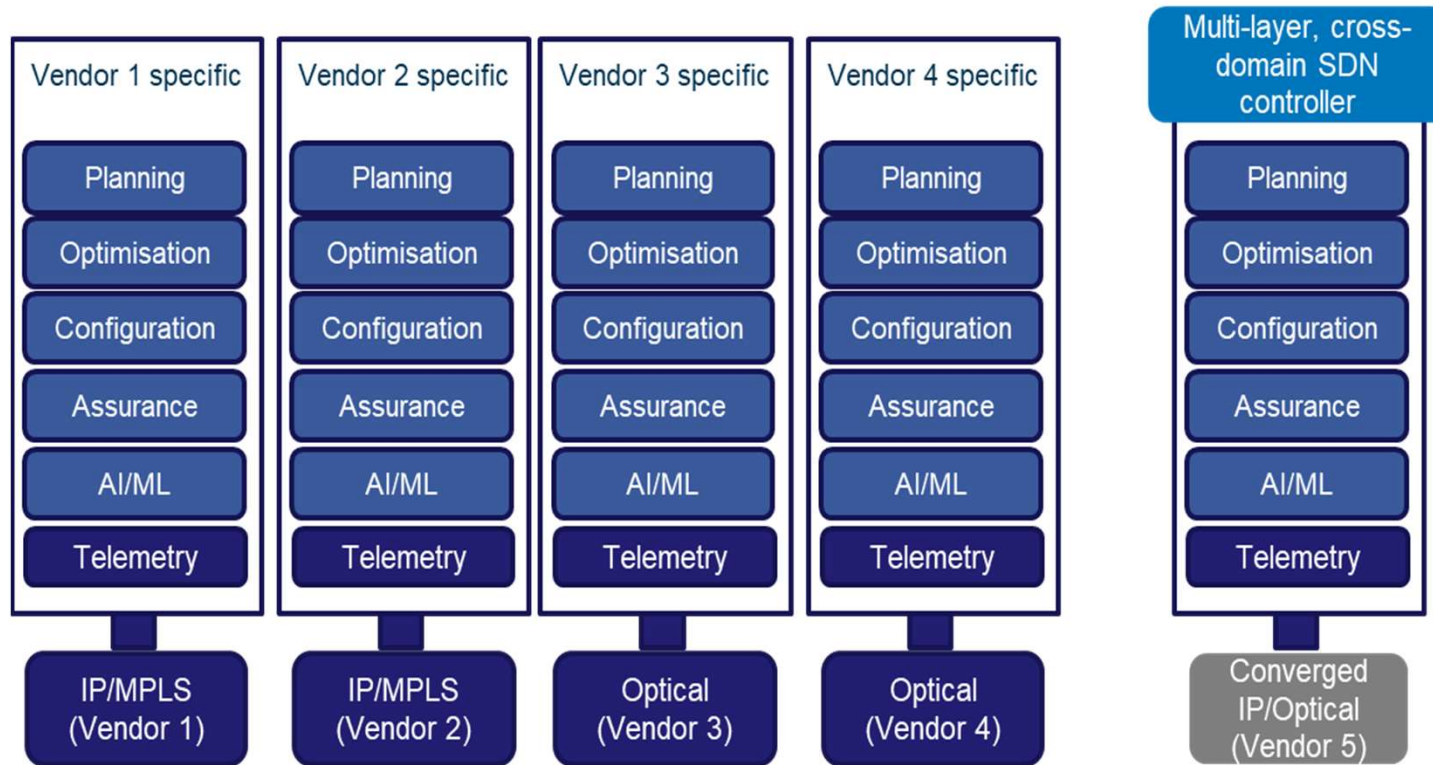 Vendor 1 specific
Planning
Optimisation
Configuration
Assurance
AI/ML
Telemetry
IP/MPLS
(Vendor 1)
Vendor 2 specific
Planning
Optimisation
Configuration
Assurance
AI/ML
Telemetry
IP/MPLS
(Vendor 2)
Vendor 3 specific
Planning
Optimisation
Configuration
Assurance
AI/ML
Telemetry
Optical
(Vendor 3)
Vendor 4 specific
Planning
Optimisation
Configuration
Assurance
AI/ML
Telemetry
Optical
(Vendor 4)
Multi-layer, cross-
domain SDN
controller
Planning
Optimisation
Configuration
Assurance
AI/ML
Telemetry
Converged
IP/Optical
(Vendor 5)